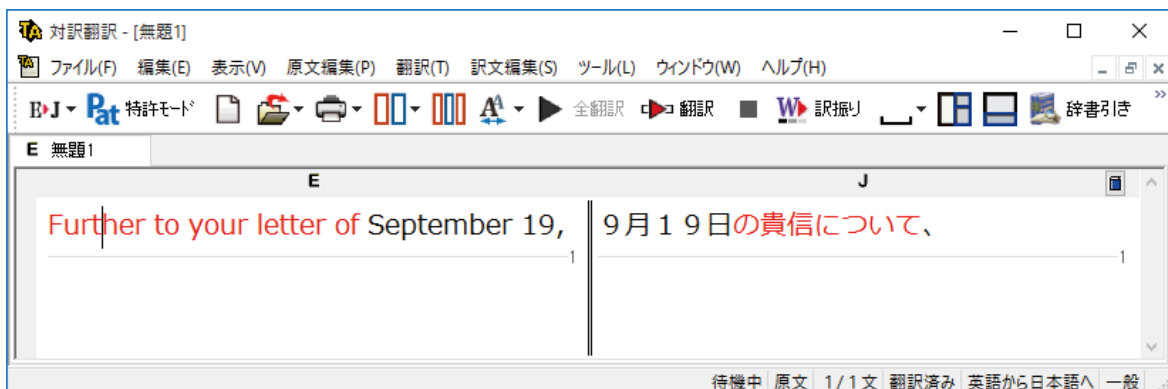 対訳翻訳 - [無題1]
ファイル(F) 編集(E) 表示(V) 原文編集(P) 翻訳(T) 訳文編集(S) ツール(L) ウィンドウ(W) ヘルプ(H)
E▶J Pat 特許モード 全翻訳 翻訳 W 訳振り 辞書引き
E 無題1
E J
Further to your letter of September 19, 9月19日の貴信について、
1 1
待機中 原文 1/1文 翻訳済み 英語から日本語へ 一般